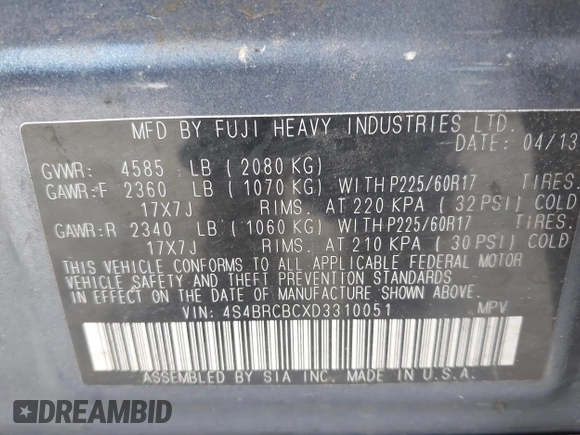 MFD BY FUJI HEAVY INDUSTRIES LTD.
DATE: 04/13
GVWR: 4585 LB (2080 KG)
GAWR:F 2360 LB (1070 KG) WITH P225/60R17 TIRES.
17X7J RIMS. AT 220 KPA (32 PSI) COLD
GAWR:R 2340 LB (1060 KG) WITH P225/60R17 TIRES.
17X7J RIMS. AT 210 KPA (30 PSI) COLD
THIS VEHICLE CONFORMS TO ALL APPLICABLE FEDERAL MOTOR
VEHICLE SAFETY AND THEFT PREVENTION STANDARDS
IN EFFECT ON THE DATE OF MANUFACTURE SHOWN ABOVE.
VIN: 4S4BRCBCXD3310051 MPV
ASSEMBLED BY SIA INC. MADE IN U.S.A.
DREAMBID